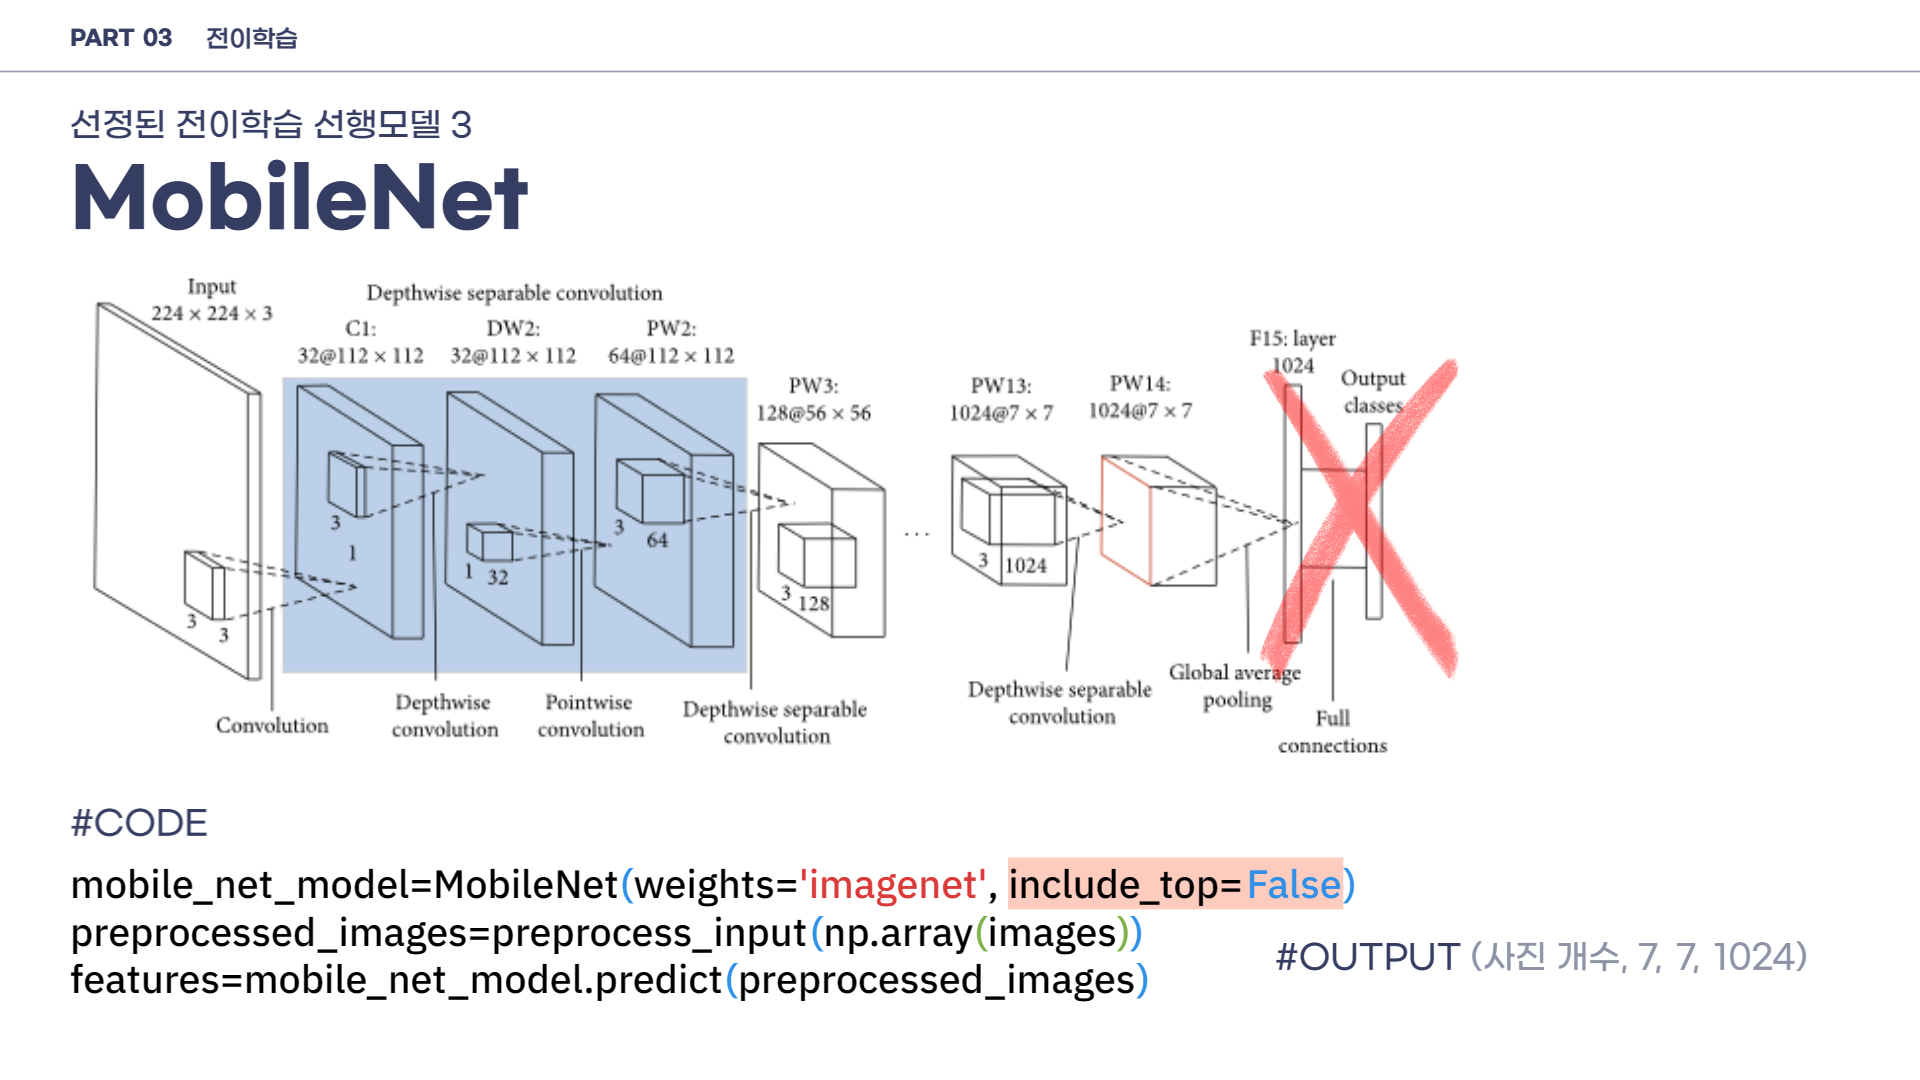 PART 03 전이학습
선정된 전이학습 선행모델 3
MobileNet
Input
224 × 224 × 3
Depthwise separable convolution
C1:
32@112 × 112
DW2:
32@112 × 112
PW2:
64@112 × 112
PW3:
128@56 × 56
PW13:
1024@7 × 7
PW14:
1024@7 × 7
F15: layer
1024
Output
classes
3
3
3
1
1 32
3
64
3 128
...
3 1024
Convolution
Depthwise
convolution
Pointwise
convolution
Depthwise separable
convolution
Depthwise separable
convolution
Global average
pooling
Full
connections
#CODE
mobile_net_model=MobileNet(weights='imagenet', include_top=False)
preprocessed_images=preprocess_input(np.array(images))
features=mobile_net_model.predict(preprocessed_images)
#OUTPUT (사진 개수, 7, 7, 1024)